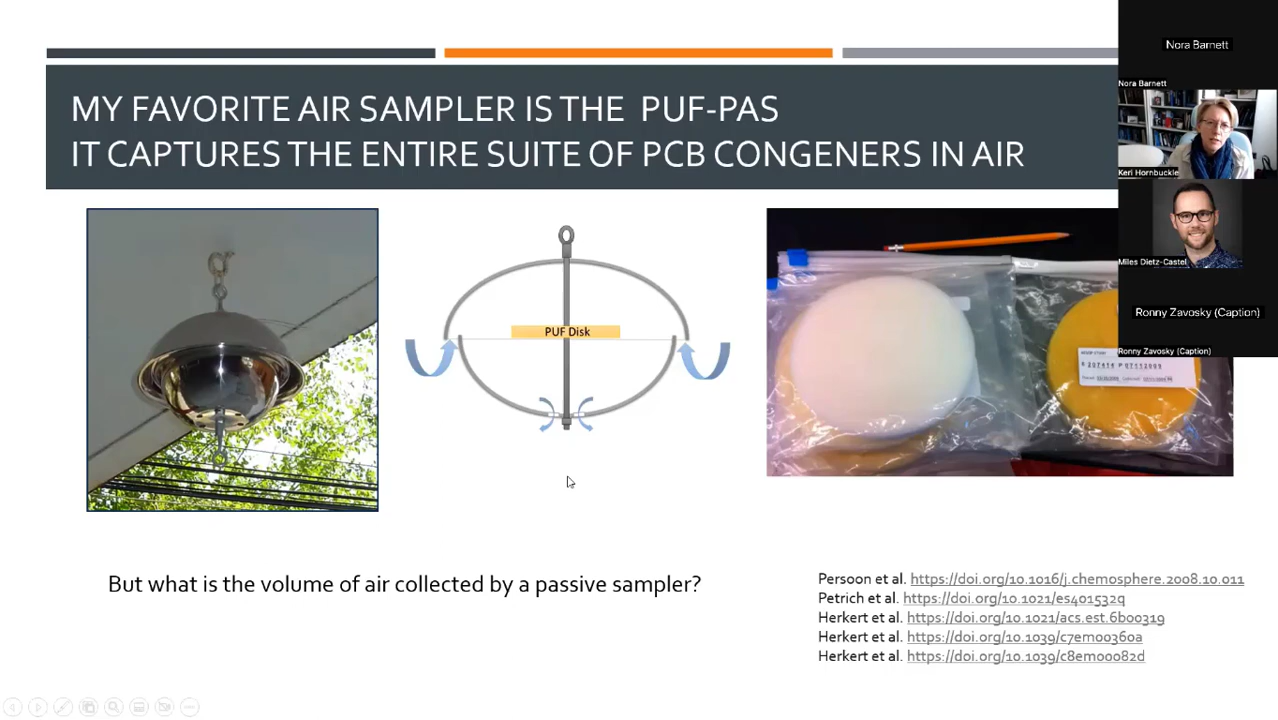 MY FAVORITE AIR SAMPLER IS THE PUF-PAS
IT CAPTURES THE ENTIRE SUITE OF PCB CONGENERS IN AIR
PUF Disk
But what is the volume of air collected by a passive sampler?
Persoon et al. https://doi.org/10.1016/j.chemosphere.2008.10.011
Petrich et al. https://doi.org/10.1021/es401532q
Herkert et al. https://doi.org/10.1021/acs.est.6b00319
Herkert et al. https://doi.org/10.1039/c7em00360a
Herkert et al. https://doi.org/10.1039/c8em00082d
Nora Barnett
Nora Barnett
Keri Hornbuckle
Miles Dietz-Castel
Ronny Zavosky (Caption)
Ronny Zavosky (Caption)